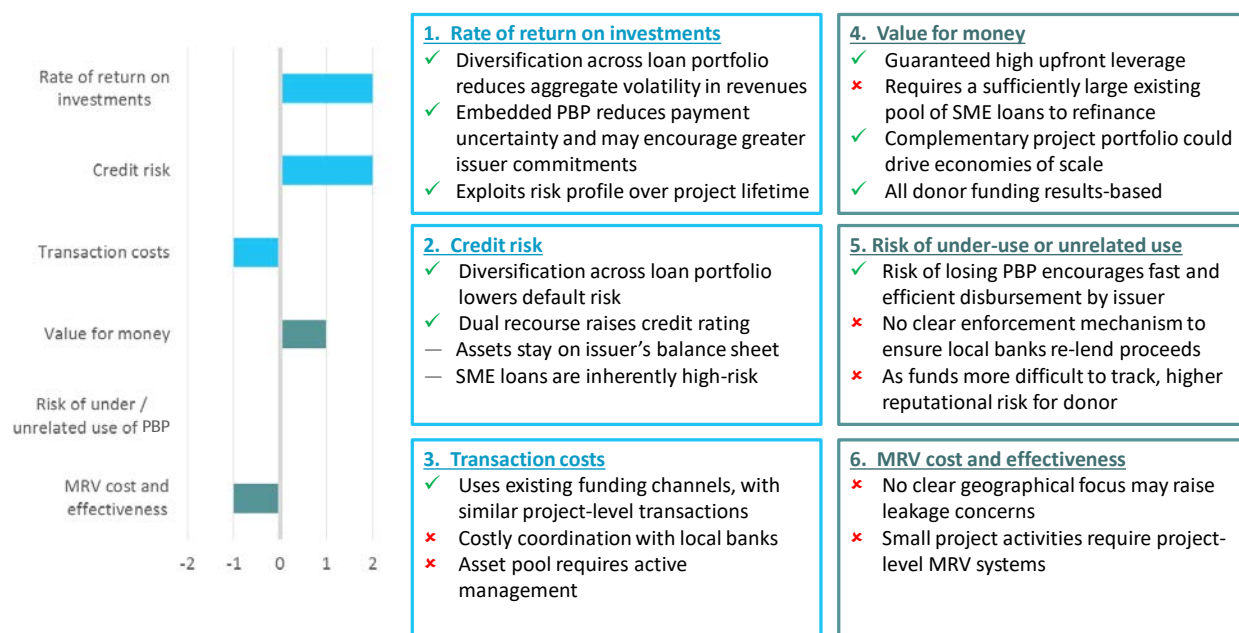 Rate of return on
investments
Credit risk
Transaction costs
Value for money
Risk of under /
unrelated use of PBP
MRV cost and
effectiveness
-2 -1 0 1 2
1. Rate of return on investments
✓ Diversification across loan portfolio
reduces aggregate volatility in revenues
✓ Embedded PBP reduces payment
uncertainty and may encourage greater
issuer commitments
✓ Exploits risk profile over project lifetime
2. Credit risk
✓ Diversification across loan portfolio
lowers default risk
✓ Dual recourse raises credit rating
— Assets stay on issuer’s balance sheet
— SME loans are inherently high-risk
3. Transaction costs
✓ Uses existing funding channels, with
similar project-level transactions
× Costly coordination with local banks
× Asset pool requires active
management
4. Value for money
✓ Guaranteed high upfront leverage
× Requires a sufficiently large existing
pool of SME loans to refinance
✓ Complementary project portfolio could
drive economies of scale
✓ All donor funding results-based
5. Risk of under-use or unrelated use
✓ Risk of losing PBP encourages fast and
efficient disbursement by issuer
× No clear enforcement mechanism to
ensure local banks re-lend proceeds
× As funds more difficult to track, higher
reputational risk for donor
6. MRV cost and effectiveness
× No clear geographical focus may raise
leakage concerns
× Small project activities require project-
level MRV systems